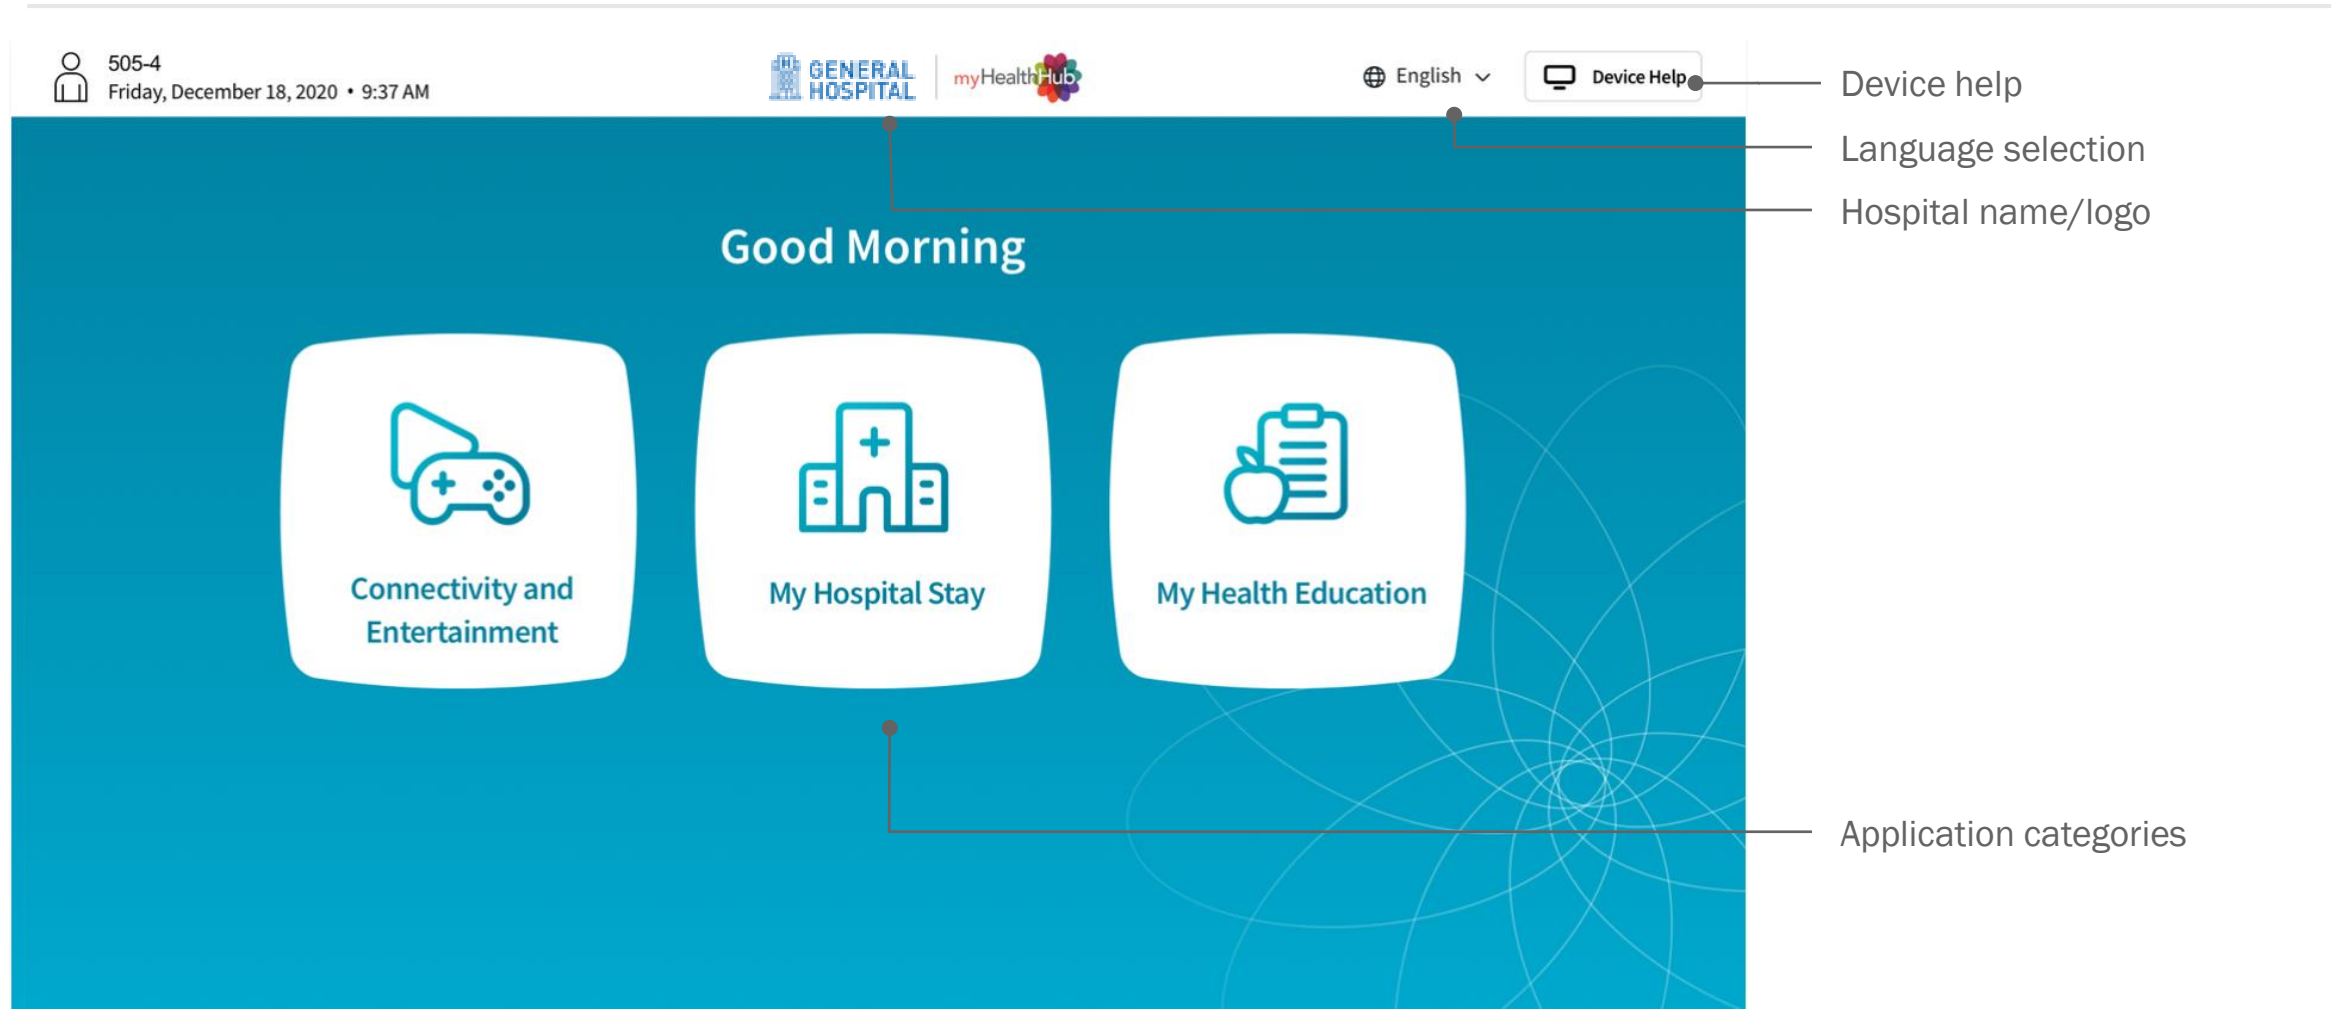 505-4
Friday, December 18, 2020 • 9:37 AM
GENERAL
HOSPITAL
myHealthHub
English
Device Help
Device help
Language selection
Hospital name/logo
Good Morning
Connectivity and
Entertainment
My Hospital Stay
My Health Education
Application categories